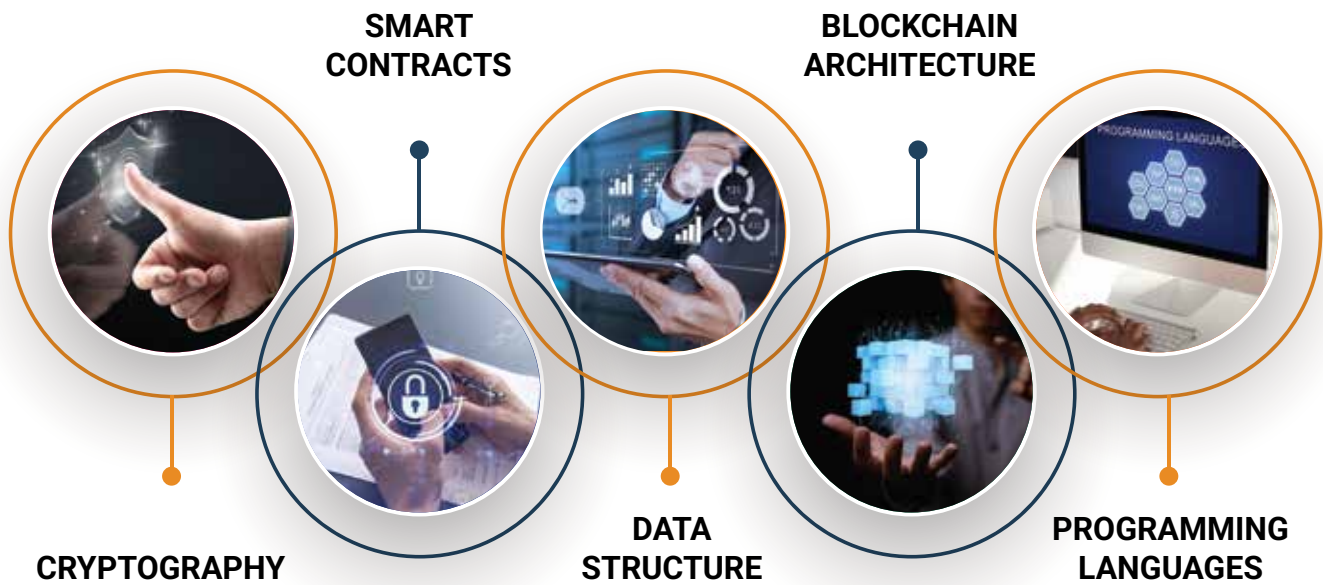 SMART
CONTRACTS
BLOCKCHAIN
ARCHITECTURE
PROGRAMMING LANGUAGES
CRYPTOGRAPHY
DATA
STRUCTURE
PROGRAMMING
LANGUAGES